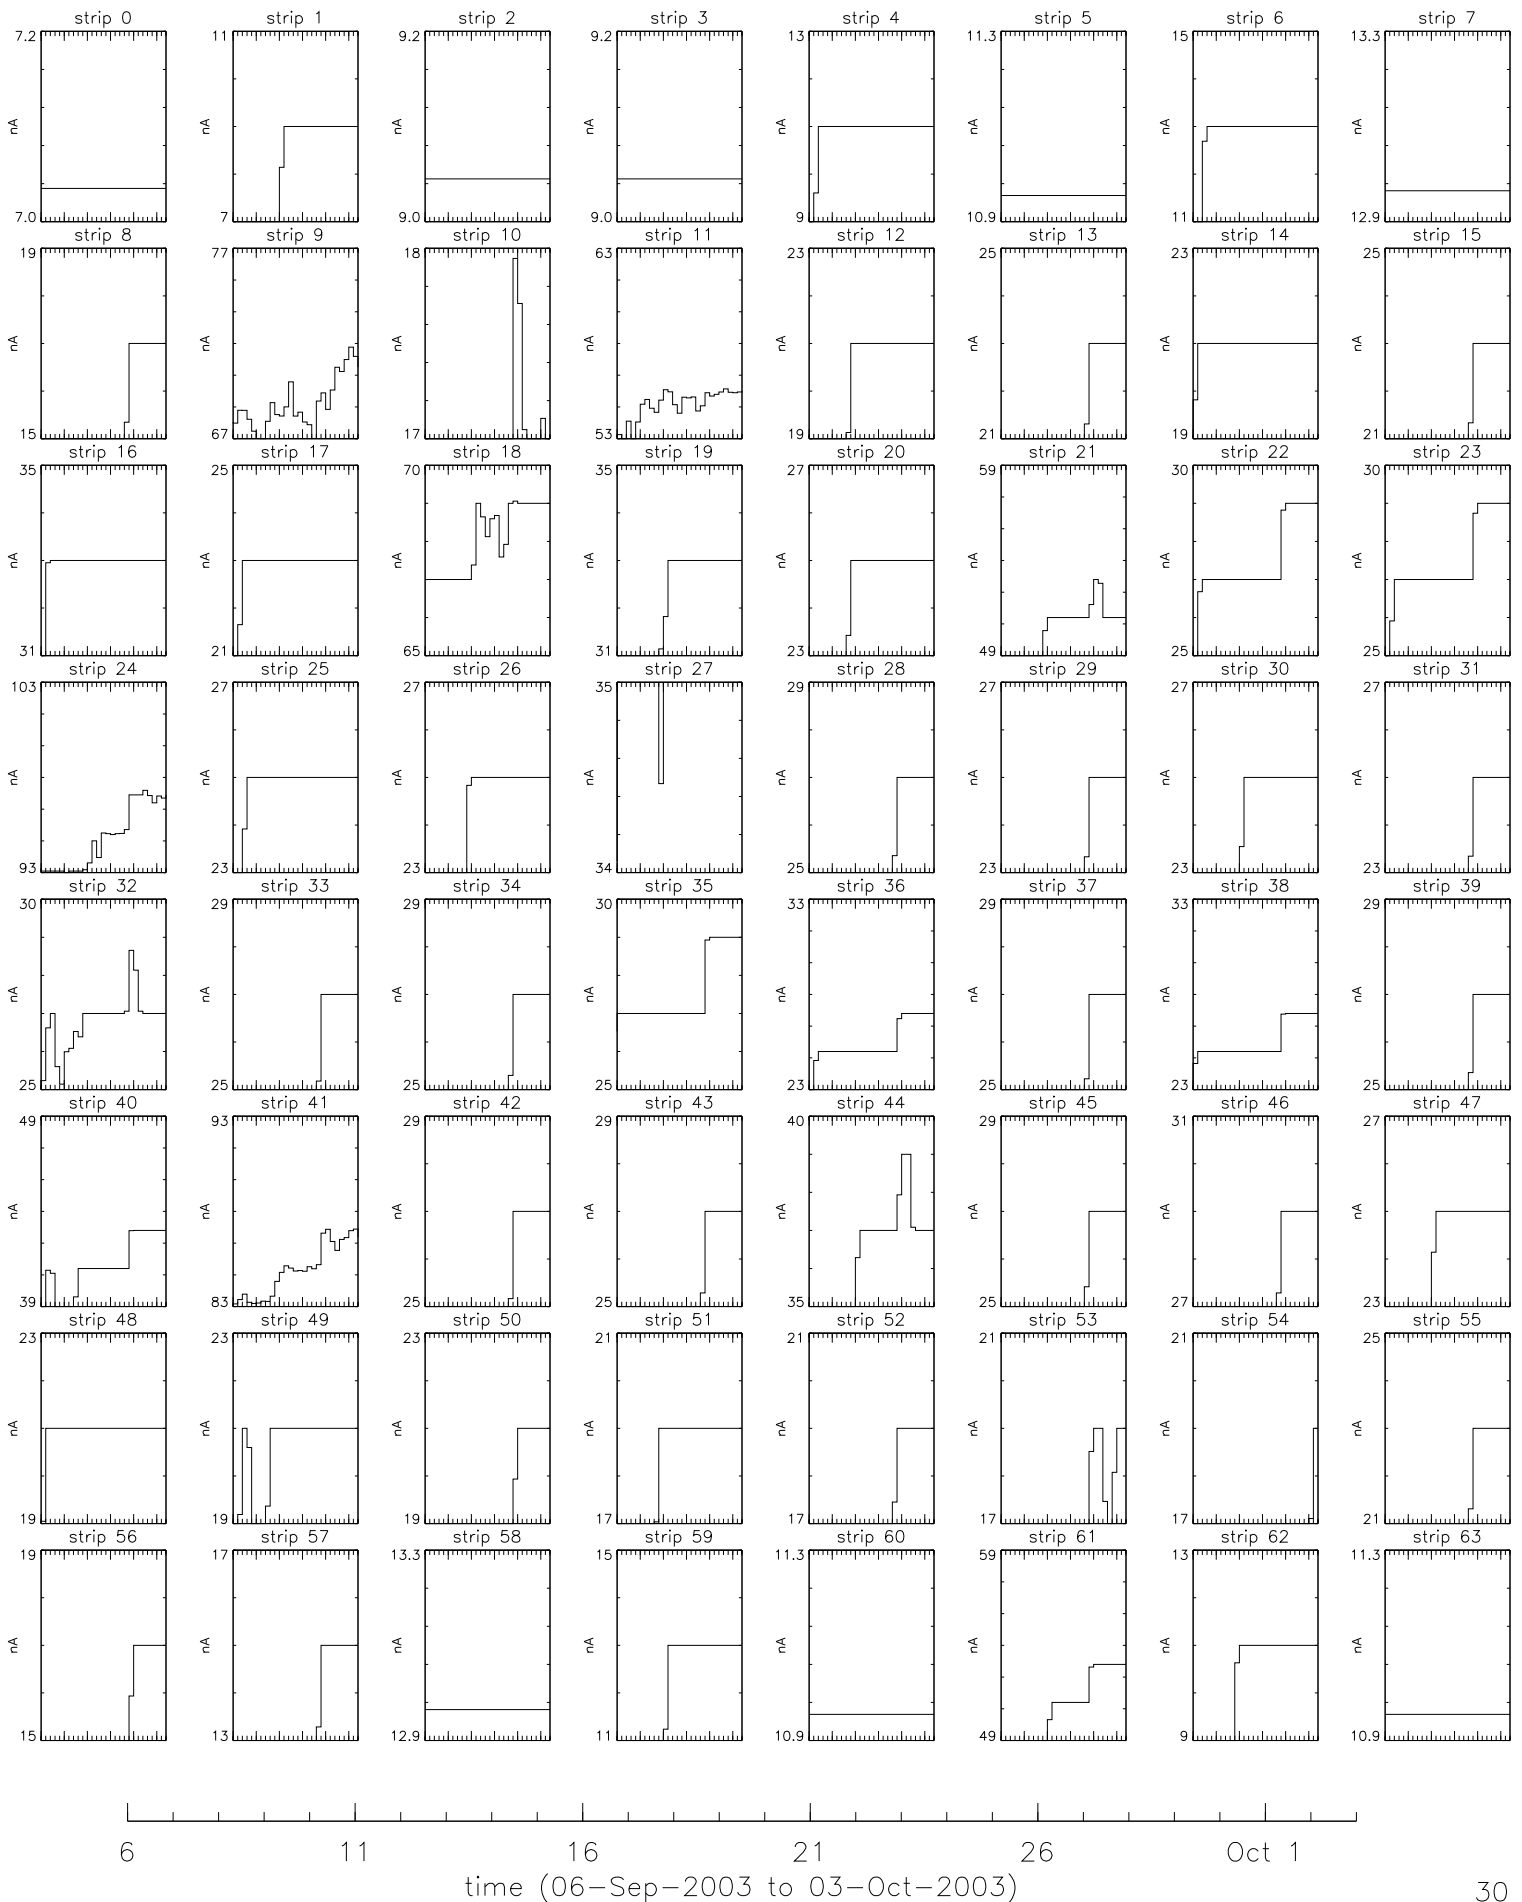 strip 0 strip 1 strip 2 strip 3 strip 4 strip 5 strip 6 strip 7
7.2 11 9.2 9.2 13 11.3 15 13.3
nA nA nA nA nA nA nA nA
7.0 7 9.0 9.0 9 10.9 11 12.9
strip 8 strip 9 strip 10 strip 11 strip 12 strip 13 strip 14 strip 15
19 77 18 63 23 25 23 25
nA nA nA nA nA nA nA nA
15 67 17 53 19 21 19 21
strip 16 strip 17 strip 18 strip 19 strip 20 strip 21 strip 22 strip 23
35 25 70 35 27 59 30 30
nA nA nA nA nA nA nA nA
31 21 65 31 23 49 25 25
strip 24 strip 25 strip 26 strip 27 strip 28 strip 29 strip 30 strip 31
103 27 27 35 29 27 27 27
nA nA nA nA nA nA nA nA
93 23 23 34 25 23 23 23
strip 32 strip 33 strip 34 strip 35 strip 36 strip 37 strip 38 strip 39
30 29 29 30 33 29 33 29
nA nA nA nA nA nA nA nA
25 25 25 25 23 25 23 25
strip 40 strip 41 strip 42 strip 43 strip 44 strip 45 strip 46 strip 47
49 93 29 29 40 29 31 27
nA nA nA nA nA nA nA nA
39 83 25 25 35 25 27 23
strip 48 strip 49 strip 50 strip 51 strip 52 strip 53 strip 54 strip 55
23 23 23 21 21 21 21 25
nA nA nA nA nA nA nA nA
19 19 19 17 17 17 17 21
strip 56 strip 57 strip 58 strip 59 strip 60 strip 61 strip 62 strip 63
19 17 13.3 15 11.3 59 13 11.3
nA nA nA nA nA nA nA nA
15 13 12.9 11 10.9 49 9 10.9
6 11 16 21 26 Oct 1
time (06-Sep-2003 to 03-Oct-2003)
30